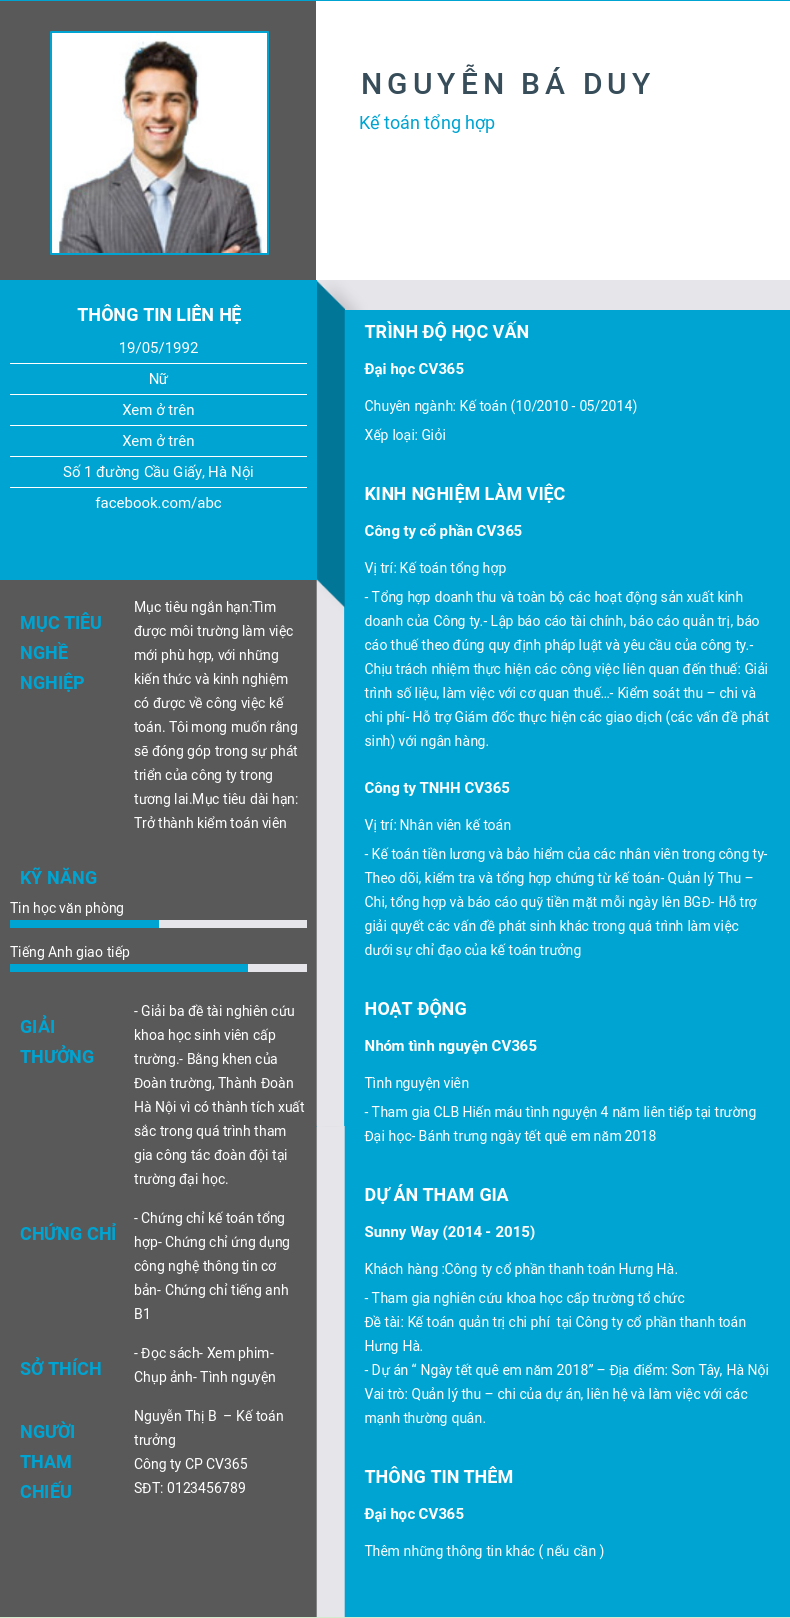 NGUYỄN BÁ DUY
Kế toán tổng hợp
THÔNG TIN LIÊN HỆ
19/05/1992
Nữ
Xem ở trên
Xem ở trên
Số 1 đường Cầu Giấy, Hà Nội
facebook.com/abc
MỤC TIÊU
NGHỀ
NGHIỆP
Mục tiêu ngắn hạn:Tìm
được môi trường làm việc
mới phù hợp, với những
kiến thức và kinh nghiệm
có được về công việc kế
toán. Tôi mong muốn rằng
sẽ đóng góp trong sự phát
triển của công ty trong
tương lai.Mục tiêu dài hạn:
Trở thành kiểm toán viên
KỸ NĂNG
Tin học văn phòng
Tiếng Anh giao tiếp
GIẢI
THƯỞNG
- Giải ba đề tài nghiên cứu
khoa học sinh viên cấp
trường.- Bằng khen của
Đoàn trường, Thành Đoàn
Hà Nội vì có thành tích xuất
sắc trong quá trình tham
gia công tác đoàn đội tại
trường đại học.
CHỨNG CHỈ
- Chứng chỉ kế toán tổng
hợp- Chứng chỉ ứng dụng
công nghệ thông tin cơ
bản- Chứng chỉ tiếng anh
B1
SỞ THÍCH
- Đọc sách- Xem phim-
Chụp ảnh- Tình nguyện
NGƯỜI
THAM
CHIẾU
Nguyễn Thị B – Kế toán
trưởng
Công ty CP CV365
SĐT: 0123456789
TRÌNH ĐỘ HỌC VẤN
Đại học CV365
Chuyên ngành: Kế toán (10/2010 - 05/2014)
Xếp loại: Giỏi
KINH NGHIỆM LÀM VIỆC
Công ty cổ phần CV365
Vị trí: Kế toán tổng hợp
- Tổng hợp doanh thu và toàn bộ các hoạt động sản xuất kinh
doanh của Công ty.- Lập báo cáo tài chính, báo cáo quản trị, báo
cáo thuế theo đúng quy định pháp luật và yêu cầu của công ty.-
Chịu trách nhiệm thực hiện các công việc liên quan đến thuế: Giải
trình số liệu, làm việc với cơ quan thuế…- Kiểm soát thu – chi và
chi phí- Hỗ trợ Giám đốc thực hiện các giao dịch (các vấn đề phát
sinh) với ngân hàng.
Công ty TNHH CV365
Vị trí: Nhân viên kế toán
- Kế toán tiền lương và bảo hiểm của các nhân viên trong công ty-
Theo dõi, kiểm tra và tổng hợp chứng từ kế toán- Quản lý Thu –
Chi, tổng hợp và báo cáo quỹ tiền mặt mỗi ngày lên BGĐ- Hỗ trợ
giải quyết các vấn đề phát sinh khác trong quá trình làm việc
dưới sự chỉ đạo của kế toán trưởng
HOẠT ĐỘNG
Nhóm tình nguyện CV365
Tình nguyện viên
- Tham gia CLB Hiến máu tình nguyện 4 năm liên tiếp tại trường
Đại học- Bánh trưng ngày tết quê em năm 2018
DỰ ÁN THAM GIA
Sunny Way (2014 - 2015)
Khách hàng :Công ty cổ phần thanh toán Hưng Hà.
- Tham gia nghiên cứu khoa học cấp trường tổ chức
Đề tài: Kế toán quản trị chi phí tại Công ty cổ phần thanh toán
Hưng Hà.
- Dự án “ Ngày tết quê em năm 2018” – Địa điểm: Sơn Tây, Hà Nội
Vai trò: Quản lý thu – chi của dự án, liên hệ và làm việc với các
mạnh thường quân.
THÔNG TIN THÊM
Đại học CV365
Thêm những thông tin khác ( nếu cần )